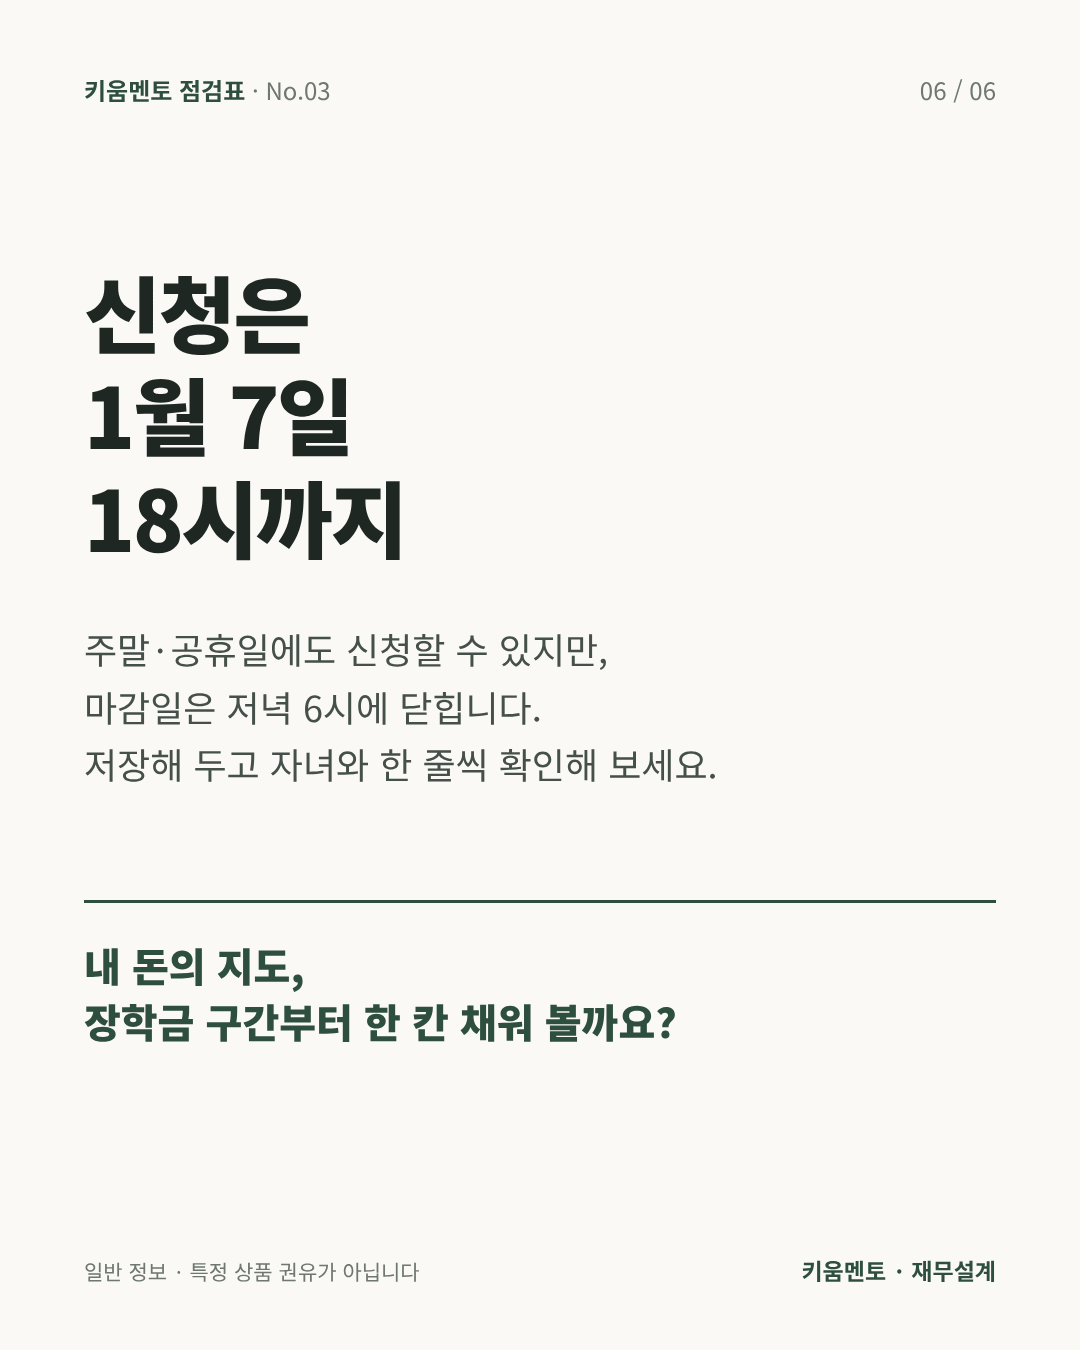 키움멘토 점검표 · No.03
06 / 06
신청은
1월 7일
18시까지
주말·공휴일에도 신청할 수 있지만,
마감일은 저녁 6시에 닫힙니다.
저장해 두고 자녀와 한 줄씩 확인해 보세요.
내 돈의 지도,
장학금 구간부터 한 칸 채워 볼까요?
일반 정보 · 특정 상품 권유가 아닙니다
키움멘토 · 재무설계